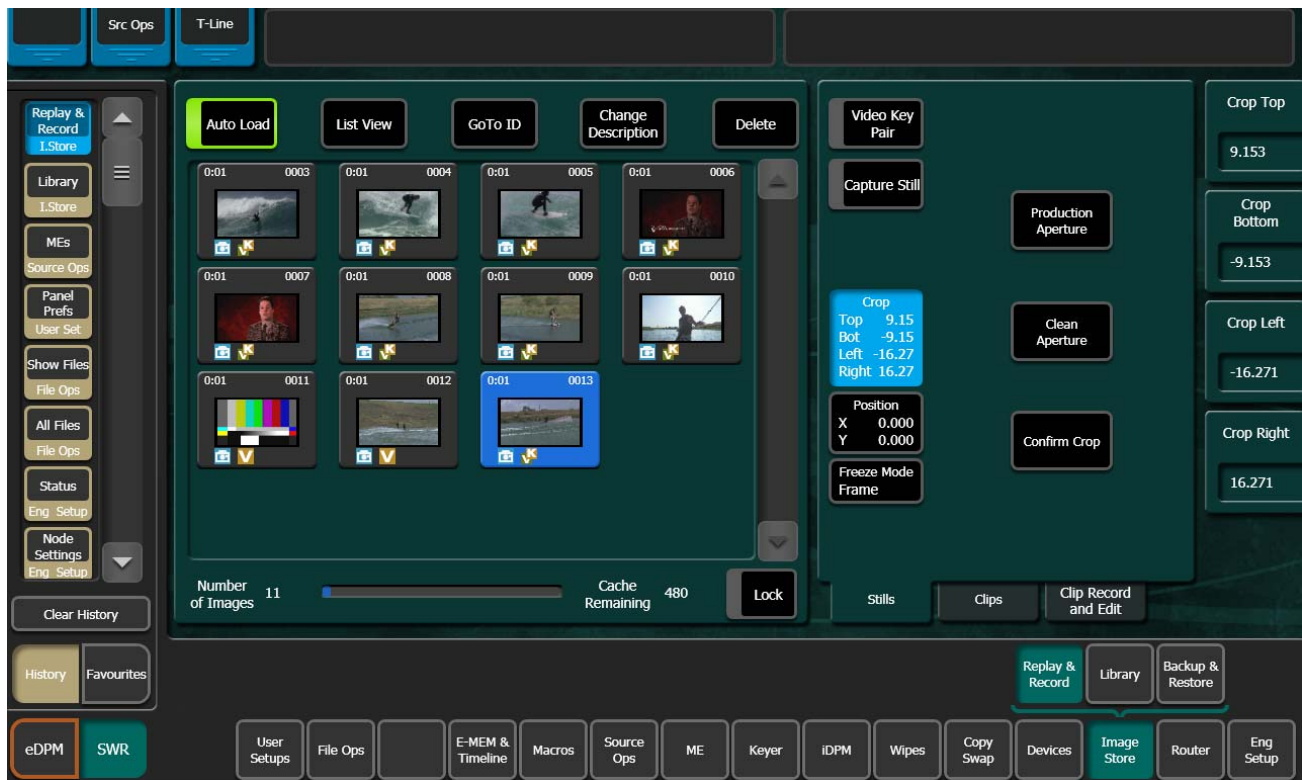 Src Ops
T-Line
Replay &
Record
I.Store
Library
I.Store
MEs
Source Ops
Panel
Prefs
User Set
Show Files
File Ops
All Files
File Ops
Status
Eng Setup
Node
Settings
Eng Setup
Clear History
History
Favourites
Auto Load
List View
GoTo ID
Change
Description
Delete
0:01 0003
0:01 0004
0:01 0005
0:01 0006
0:01 0007
0:01 0008
0:01 0009
0:01 0010
0:01 0011
0:01 0012
0:01 0013
Number
of Images
11
Cache
Remaining
480
Lock
Video Key
Pair
Capture Still
Crop
Top 9.15
Bot -9.15
Left -16.27
Right 16.27
Position
X 0.000
Y 0.000
Freeze Mode
Frame
Production
Aperture
Clean
Aperture
Confirm Crop
Stills
Clips
Clip Record
and Edit
Crop Top
9.153
Crop
Bottom
-9.153
Crop Left
-16.271
Crop Right
16.271
Replay &
Record
Library
Backup &
Restore
eDPM
SWR
User
Setups
File Ops
E-MEM &
Timeline
Macros
Source
Ops
ME
Keyer
iDPM
Wipes
Copy
Swap
Devices
Image
Store
Router
Eng
Setup